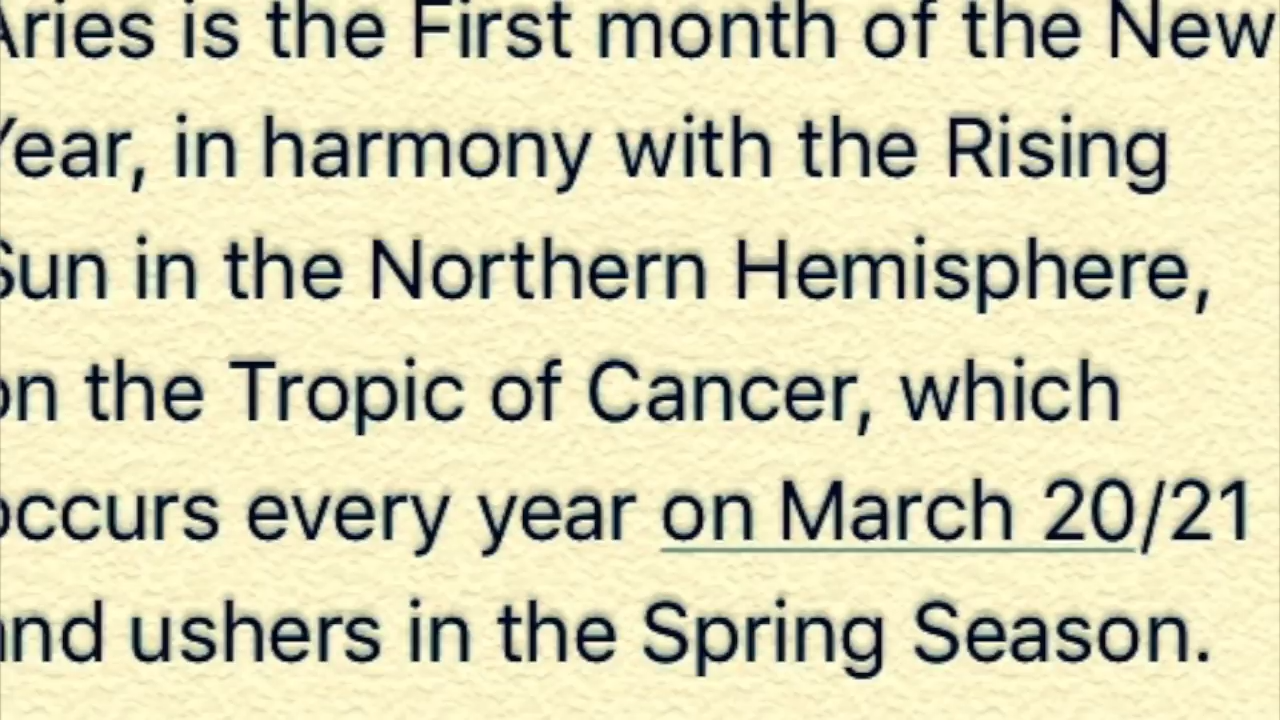 Aries is the First month of the New
Year, in harmony with the Rising
Sun in the Northern Hemisphere,
on the Tropic of Cancer, which
occurs every year on March 20/21
and ushers in the Spring Season.